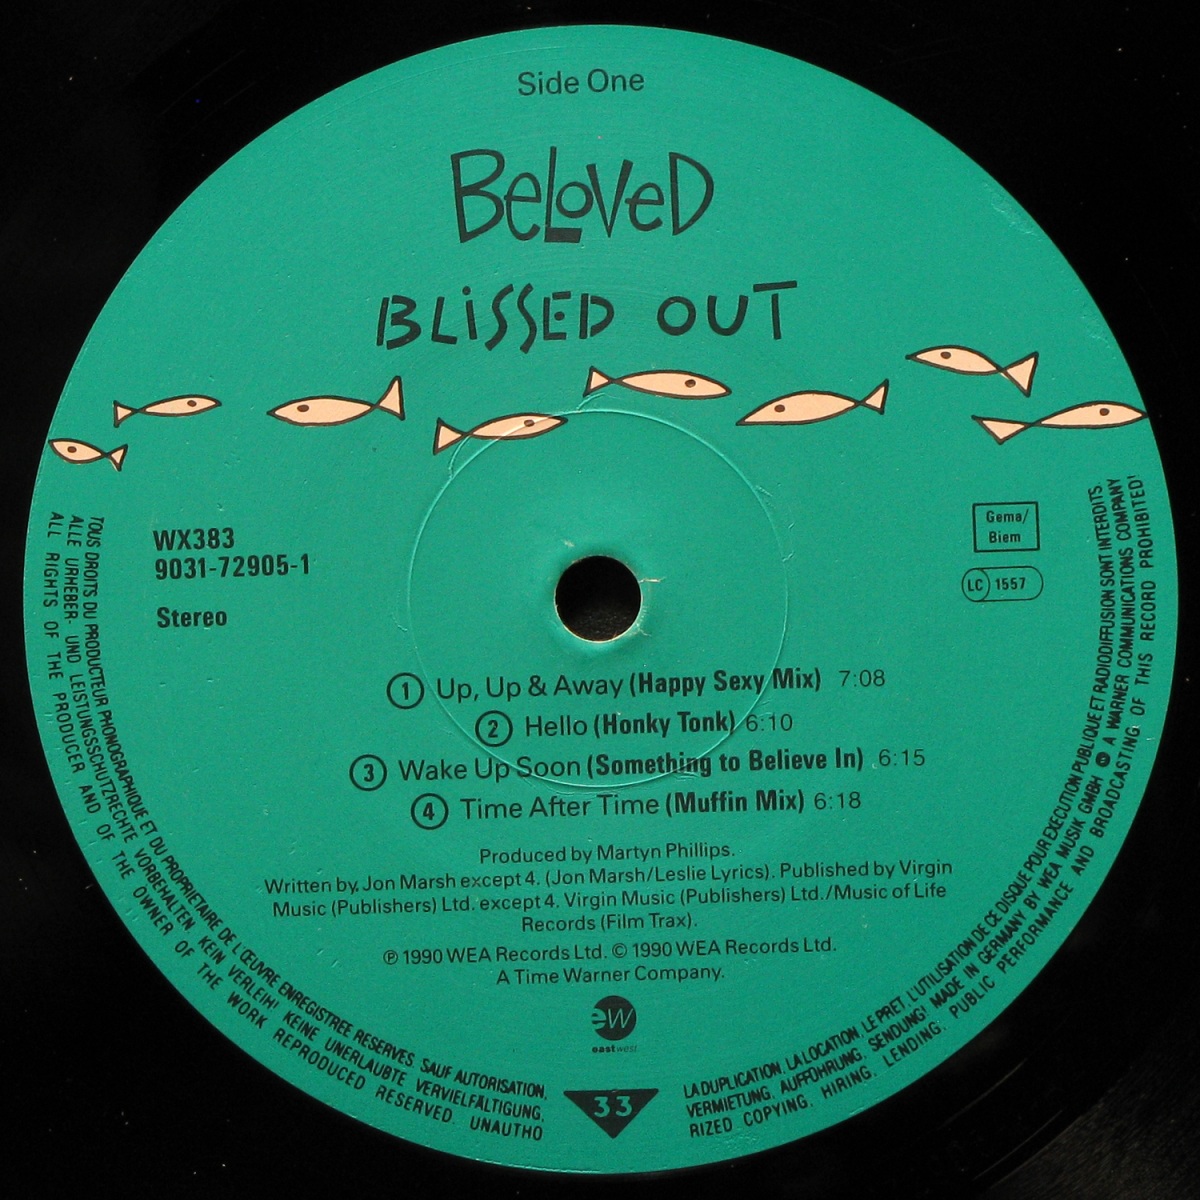 Side One
BeLoVeD
BLiSSED OUT
WX383
9031-72905-1
Stereo
Gema/
Biem
LC 1557
1 Up, Up & Away (Happy Sexy Mix) 7:08
2 Hello (Honky Tonk) 6:10
3 Wake Up Soon (Something to Believe In) 6:15
4 Time After Time (Muffin Mix) 6:18
Produced by Martyn Phillips.
Written by Jon Marsh except 4. (Jon Marsh/Leslie Lyrics). Published by Virgin
Music (Publishers) Ltd. except 4. Virgin Music (Publishers) Ltd./Music of Life
Records (Film Trax).
℗ 1990 WEA Records Ltd. © 1990 WEA Records Ltd.
A Time Warner Company.
ew
eastwest
33
TOUS DROITS DU PRODUCTEUR PHONOGRAPHIQUE ET DU PROPRIETAIRE DE L'ŒUVRE ENREGISTREE RESERVES. SAUF AUTORISATION, LA DUPLICATION, LA LOCATION, LE PRET, L'UTILISATION DE CE DISQUE POUR EXECUTION PUBLIQUE ET RADIODIFFUSION SONT INTERDITS.
ALLE URHEBER- UND LEISTUNGSSCHUTZRECHTE VORBEHALTEN. KEIN VERLEIH! KEINE UNERLAUBTE VERVIELFÄLTIGUNG, VERMIETUNG, AUFFÜHRUNG, SENDUNG! MADE IN GERMANY BY WEA MUSIK GMBH A WARNER COMMUNICATIONS COMPANY
ALL RIGHTS OF THE PRODUCER AND OF THE OWNER OF THE WORK REPRODUCED RESERVED. UNAUTHORIZED COPYING, HIRING, LENDING, PUBLIC PERFORMANCE AND BROADCASTING OF THIS RECORD PROHIBITED!